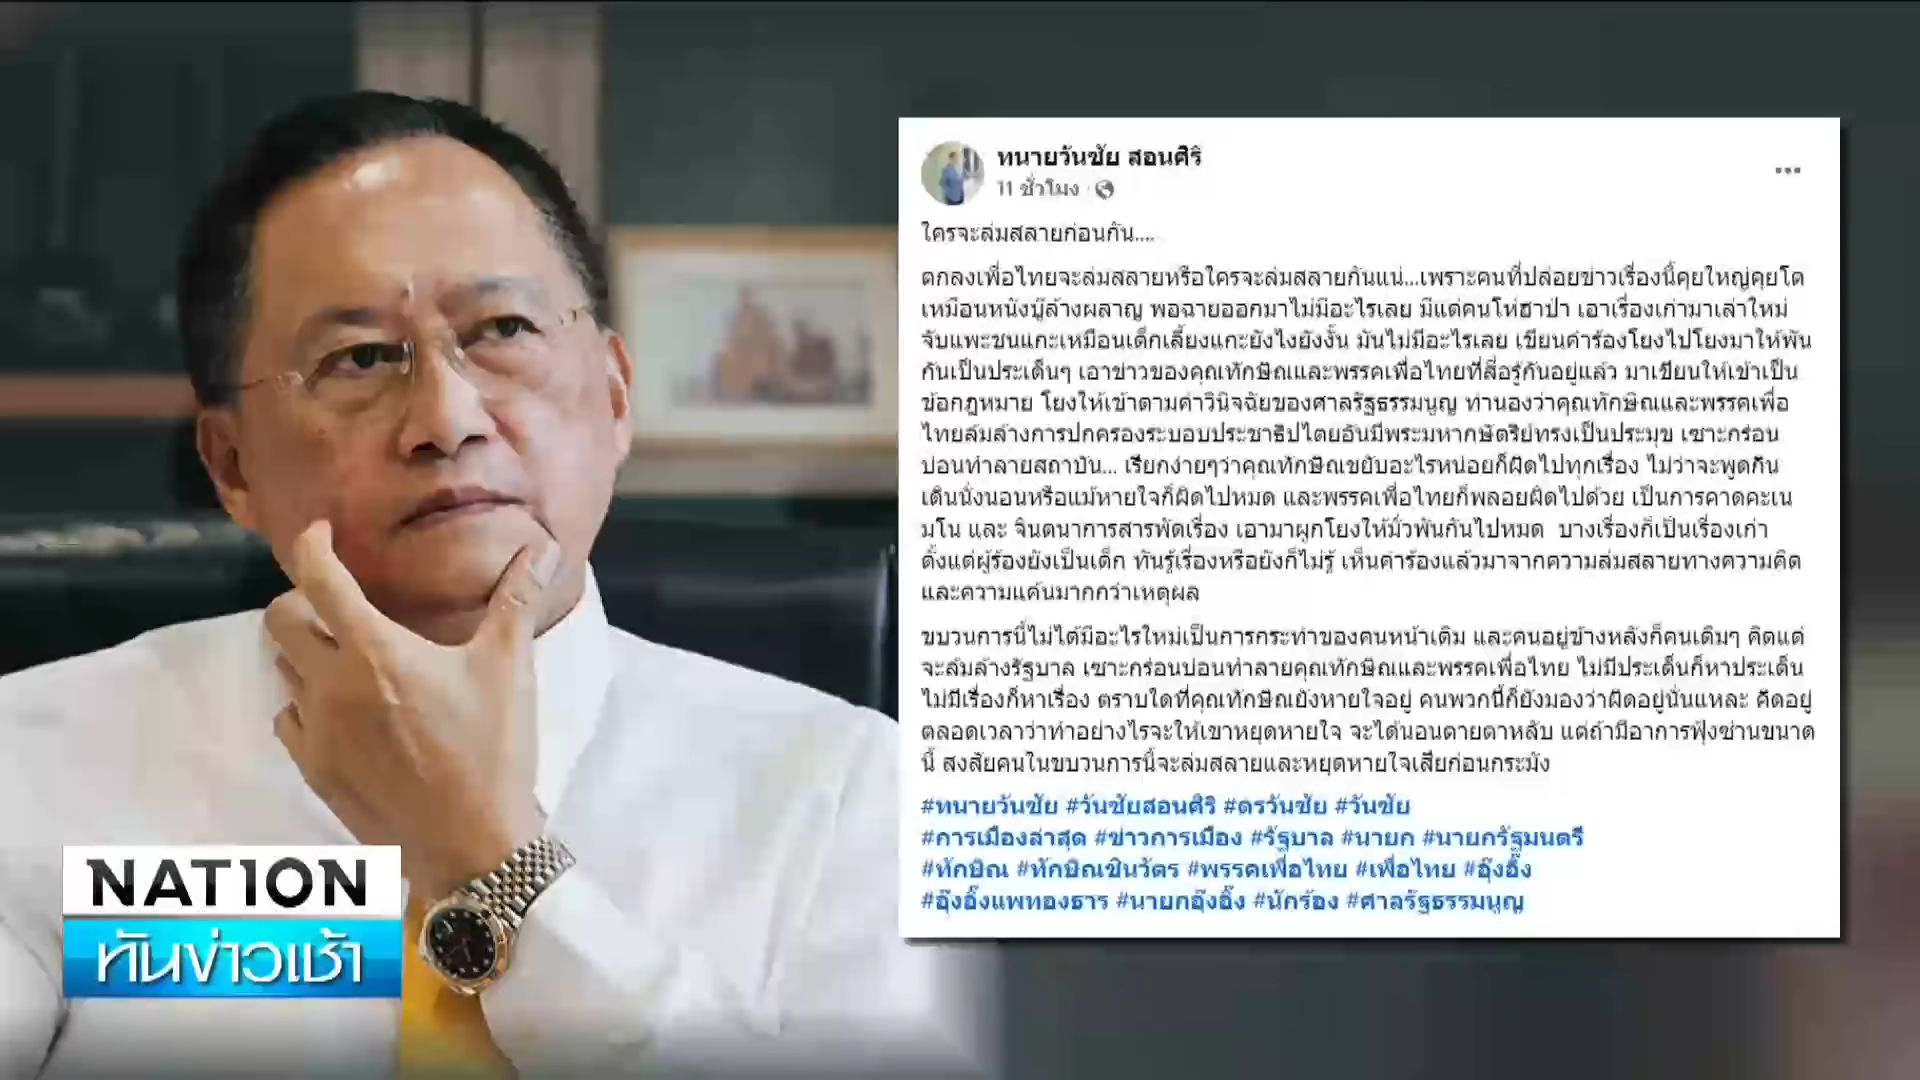 ทนายวันชัย สอนศิริ
11 ชั่วโมง
ใครจะล่มสลายก่อนกัน....
ตกลงเพื่อไทยจะล่มสลายหรือใครจะล่มสลายกันแน่...เพราะคนที่ปล่อยข่าวเรื่องนี้คุยใหญ่คุยโต
เหมือนหนังบู๊ล้างผลาญ พอฉายออกมาไม่มีอะไรเลย มีแต่คนโห่ฮาป่า เอาเรื่องเก่ามาเล่าใหม่
จับแพะชนแกะเหมือนเด็กเลี้ยงแกะยังไงยังงั้น มันไม่มีอะไรเลย เขียนคำร้องโยงไปโยงมาให้พัน
กันเป็นประเด็นๆ เอาข่าวของคุณทักษิณและพรรคเพื่อไทยที่สื่อรู้กันอยู่แล้ว มาเขียนให้เข้าเป็น
ข้อกฎหมาย โยงให้เข้าตามคำวินิจฉัยของศาลรัฐธรรมนูญ ทำนองว่าคุณทักษิณและพรรคเพื่อ
ไทยล้มล้างการปกครองระบอบประชาธิปไตยอันมีพระมหากษัตริย์ทรงเป็นประมุข เซาะกร่อน
บ่อนทำลายสถาบัน... เรียกง่ายๆว่าคุณทักษิณขยับอะไรหน่อยก็ผิดไปทุกเรื่อง ไม่ว่าจะพูดกิน
เดินนั่งนอนหรือแม้หายใจก็ผิดไปหมด และพรรคเพื่อไทยก็พลอยผิดไปด้วย เป็นการคาดคะเน
มโน และ จินตนาการสารพัดเรื่อง เอามาผูกโยงให้มั่วพันกันไปหมด บางเรื่องก็เป็นเรื่องเก่า
ตั้งแต่ผู้ร้องยังเป็นเด็ก ทันรู้เรื่องหรือยังก็ไม่รู้ เห็นคำร้องแล้วมาจากความล่มสลายทางความคิด
และความแค้นมากกว่าเหตุผล
ขบวนการนี้ไม่ได้มีอะไรใหม่เป็นการกระทำของคนหน้าเดิม และคนอยู่ข้างหลังก็คนเดิมๆ คิดแต่
จะล้มล้างรัฐบาล เซาะกร่อนบ่อนทำลายคุณทักษิณและพรรคเพื่อไทย ไม่มีประเด็นก็หาประเด็น
ไม่มีเรื่องก็หาเรื่อง ตราบใดที่คุณทักษิณยังหายใจอยู่ คนพวกนี้ก็ยังมองว่าผิดอยู่นั่นแหละ คิดอยู่
ตลอดเวลาว่าทำอย่างไรจะให้เขาหยุดหายใจ จะได้นอนตายตาหลับ แต่ถ้ามีอาการฟุ้งซ่านขนาด
นี้ สงสัยคนในขบวนการนี้จะล่มสลายและหยุดหายใจเสียก่อนกระมัง
#ทนายวันชัย #วันชัยสอนศิริ #ดรวันชัย #วันชัย
#การเมืองล่าสุด #ข่าวการเมือง #รัฐบาล #นายก #นายกรัฐมนตรี
#ทักษิณ #ทักษิณชินวัตร #พรรคเพื่อไทย #เพื่อไทย #อุ๊งอิ๊ง
#อุ๊งอิ๊งแพทองธาร #นายกอุ๊งอิ๊ง #นักร้อง #ศาลรัฐธรรมนูญ
NATION
ทันข่าวเช้า